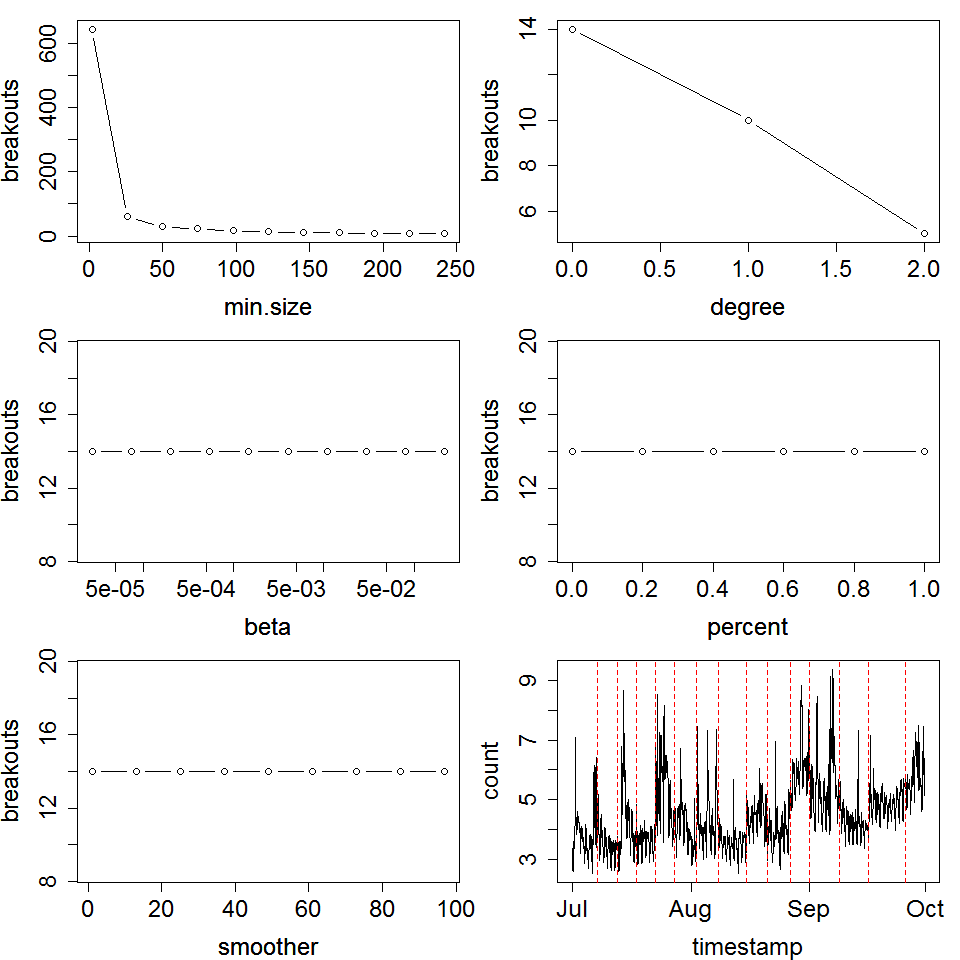 600
400
200
0
breakouts
0 50 100 150 200 250
min.size
14
10
8
6
breakouts
0.0 0.5 1.0 1.5 2.0
degree
20
16
12
8
breakouts
5e-05 5e-04 5e-03 5e-02
beta
20
16
12
8
breakouts
0.0 0.2 0.4 0.6 0.8 1.0
percent
20
16
12
8
breakouts
0 20 40 60 80 100
smoother
9
7
5
3
count
Jul Aug Sep Oct
timestamp